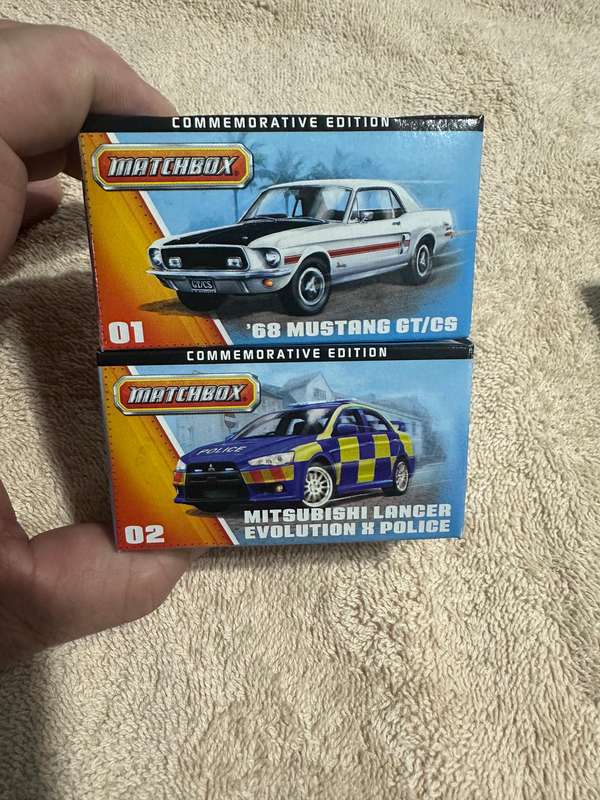 COMMEMORATIVE EDITION
MATCHBOX
GT/CS
01
'68 MUSTANG GT/CS
COMMEMORATIVE EDITION
MATCHBOX
POLICE
02
MITSUBISHI LANCER
EVOLUTION X POLICE